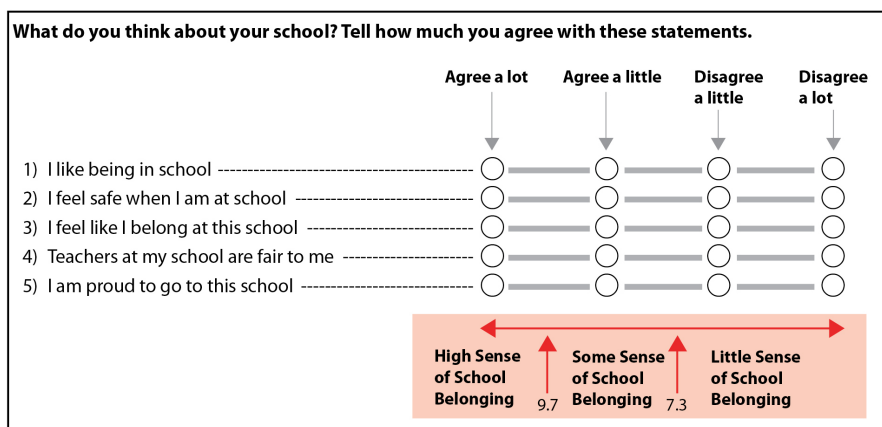 What do you think about your school? Tell how much you agree with these statements.
Agree a lot
Agree a little
Disagree
a little
Disagree
a lot
1) I like being in school
2) I feel safe when I am at school
3) I feel like I belong at this school
4) Teachers at my school are fair to me
5) I am proud to go to this school
High Sense
of School
Belonging
9.7
Some Sense
of School
Belonging
7.3
Little Sense
of School
Belonging